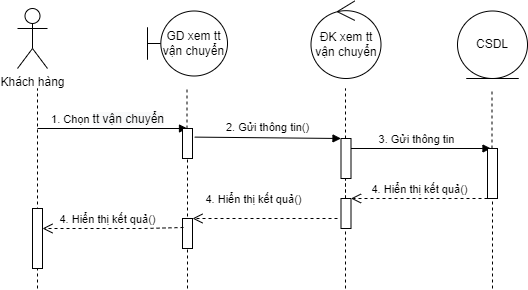 GD xem tt
vận chuyển
ĐK xem tt
vận chuyển
CSDL
Khách hàng
1. Chọn tt vận chuyển
2. Gửi thông tin()
3. Gửi thông tin
4. Hiển thị kết quả()
4. Hiển thị kết quả()
4. Hiển thị kết quả()